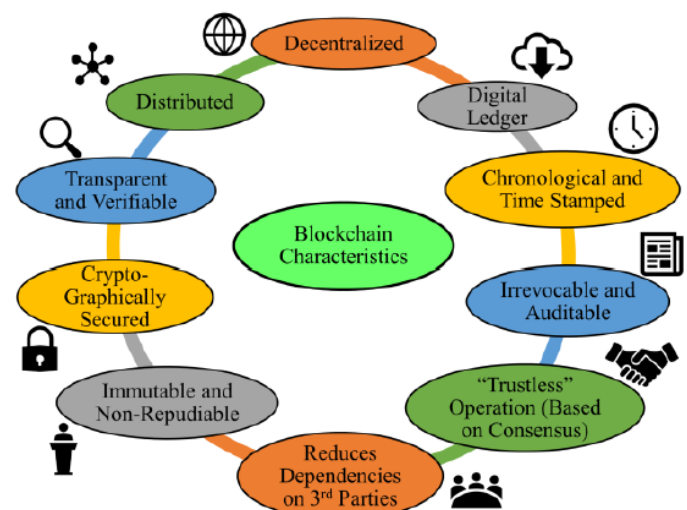 Decentralized
Digital
Ledger
Chronological and
Time Stamped
Irrevocable and
Auditable
“Trustless”
Operation (Based
on Consensus)
Reduces
Dependencies
on 3rd Parties
Immutable and
Non-Repudiable
Crypto-
Graphically
Secured
Transparent
and Verifiable
Distributed
Blockchain
Characteristics